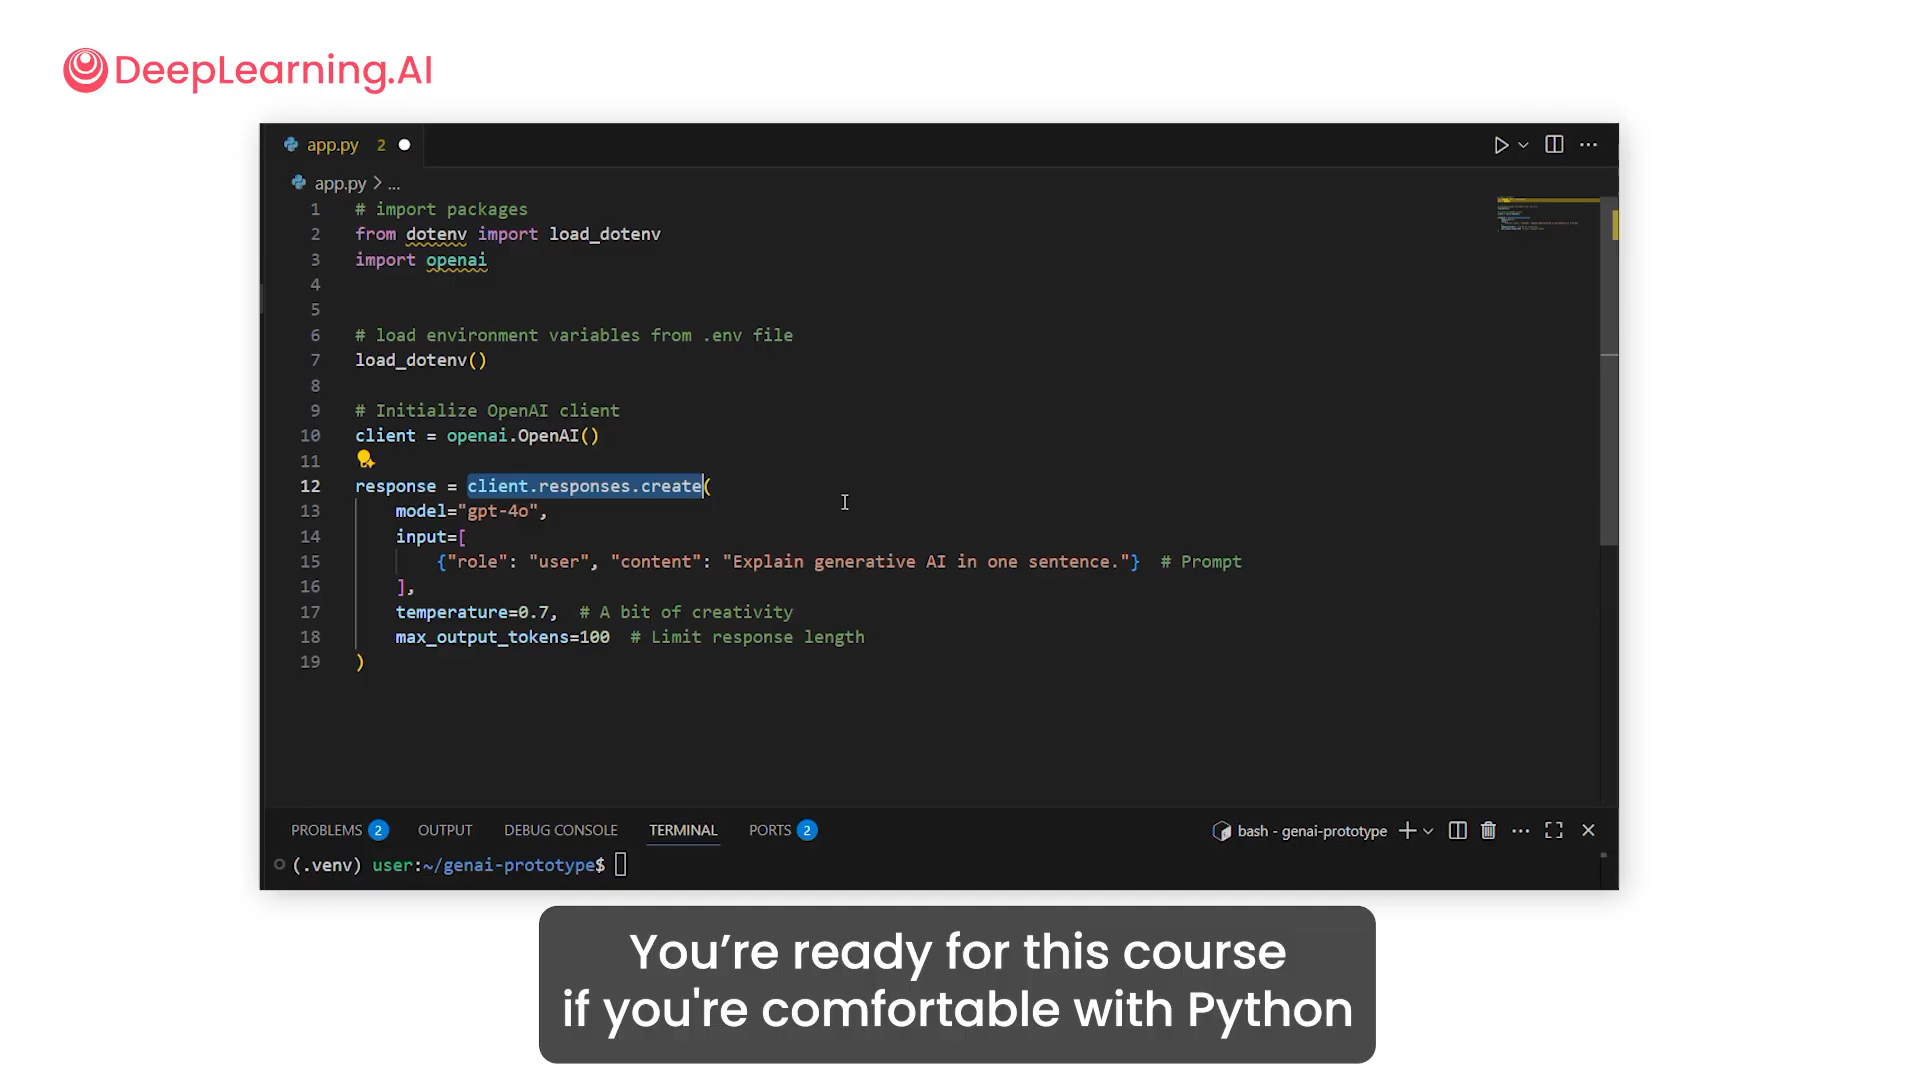 DeepLearning.AI
app.py 2
app.py > ...
1 # import packages
2 from dotenv import load_dotenv
3 import openai
4
5
6 # load environment variables from .env file
7 load_dotenv()
8
9 # Initialize OpenAI client
10 client = openai.OpenAI()
11
12 response = client.responses.create(
13     model="gpt-4o",
14     input=[
15         {"role": "user", "content": "Explain generative AI in one sentence."}  # Prompt
16     ],
17     temperature=0.7,  # A bit of creativity
18     max_output_tokens=100  # Limit response length
19 )
PROBLEMS 2 OUTPUT DEBUG CONSOLE TERMINAL PORTS 2 bash - genai-prototype
(.venv) user:~/genai-prototype$
You’re ready for this course
if you're comfortable with Python